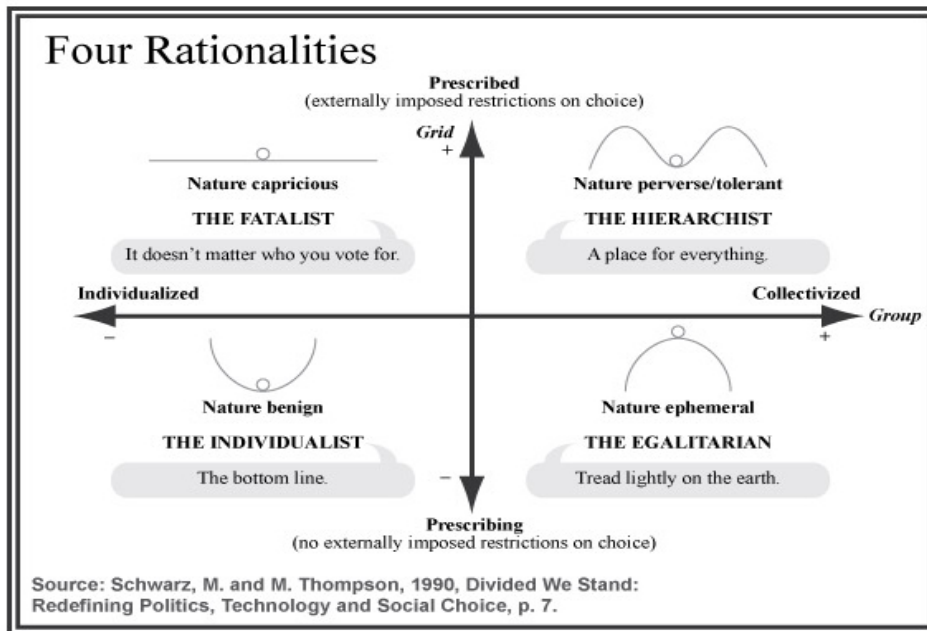 Four Rationalities
Prescribed
(externally imposed restrictions on choice)
Grid
+
Nature capricious
THE FATALIST
It doesn't matter who you vote for.
Nature perverse/tolerant
THE HIERARCHIST
A place for everything.
Individualized
Collectivized
Group
–
+
Nature benign
THE INDIVIDUALIST
The bottom line.
Nature ephemeral
THE EGALITARIAN
Tread lightly on the earth.
–
Prescribing
(no externally imposed restrictions on choice)
Source: Schwarz, M. and M. Thompson, 1990, Divided We Stand:
Redefining Politics, Technology and Social Choice, p. 7.